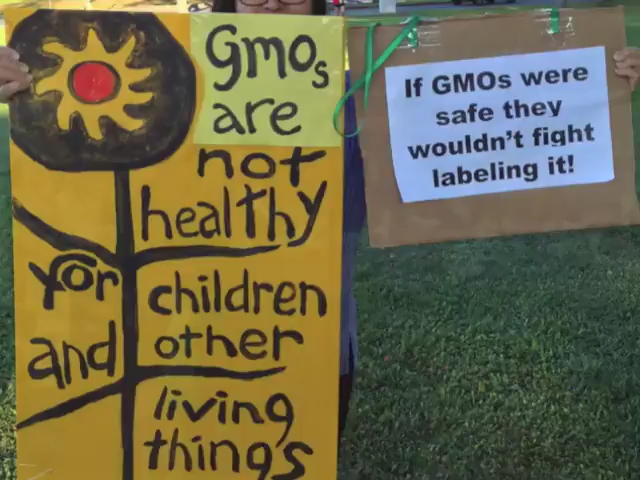 GMOs
are
not
healthy
for children
and other
living
things
If GMOs were
safe they
wouldn't fight
labeling it!